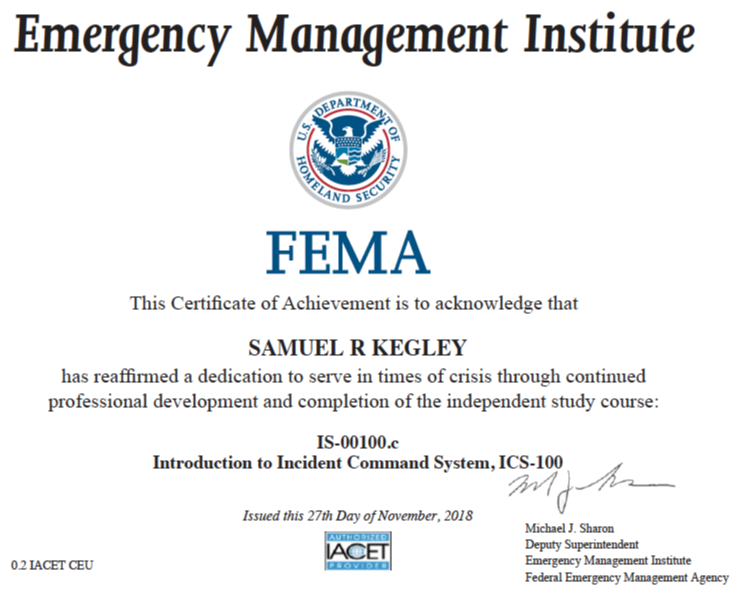 Emergency Management Institute
U.S. DEPARTMENT OF
HOMELAND SECURITY
FEMA
This Certificate of Achievement is to acknowledge that
SAMUEL R KEGLEY
has reaffirmed a dedication to serve in times of crisis through continued
professional development and completion of the independent study course:
IS-00100.c
Introduction to Incident Command System, ICS-100
Issued this 27th Day of November, 2018
Michael J. Sharon
Deputy Superintendent
Emergency Management Institute
Federal Emergency Management Agency
AUTHORIZED
IACET
PROVIDER
0.2 IACET CEU